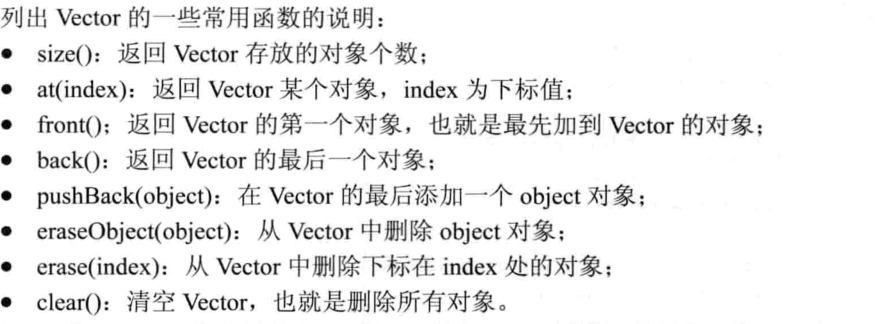 列出 Vector 的一些常用函数的说明：
● size()：返回 Vector 存放的对象个数；
● at(index)：返回 Vector 某个对象，index 为下标值；
● front()；返回 Vector 的第一个对象，也就是最先加到 Vector 的对象；
● back()：返回 Vector 的最后一个对象；
● pushBack(object)：在 Vector 的最后添加一个 object 对象；
● eraseObject(object)：从 Vector 中删除 object 对象；
● erase(index)：从 Vector 中删除下标在 index 处的对象；
● clear()：清空 Vector，也就是删除所有对象。